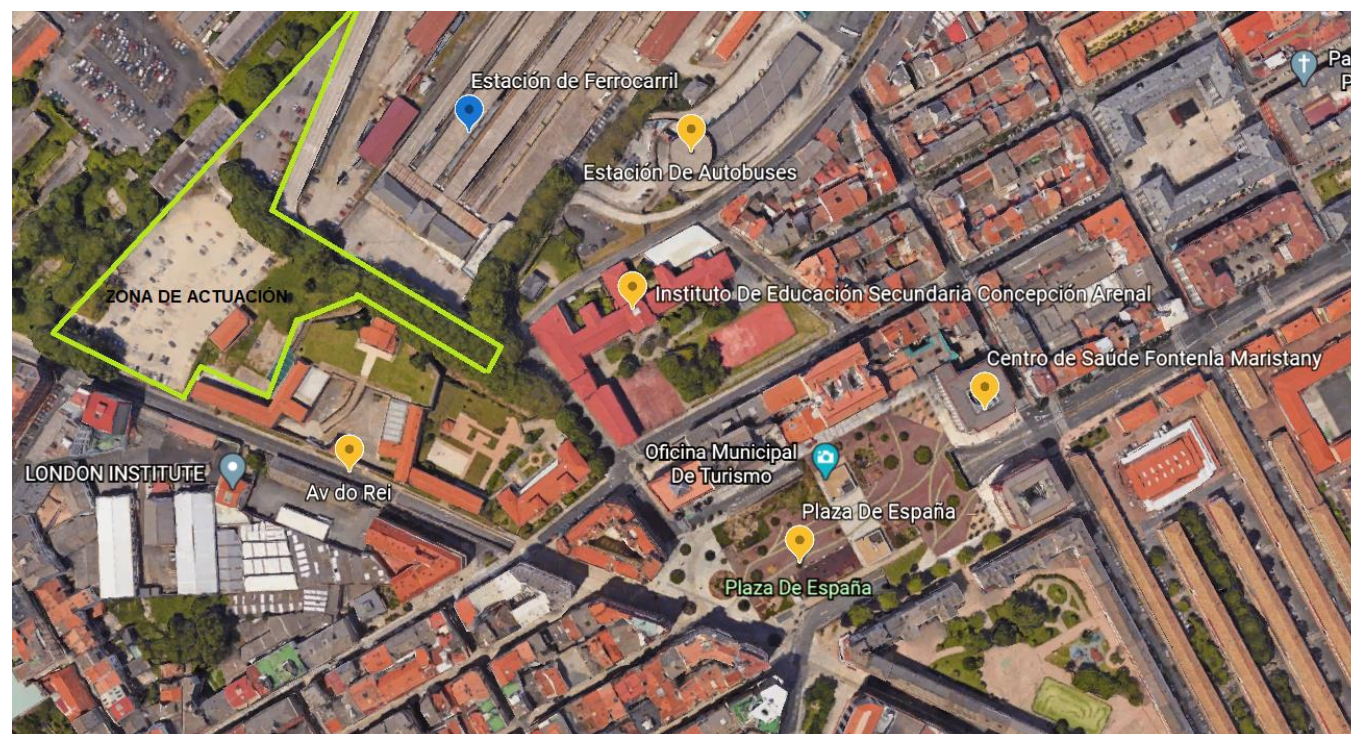 Estación de Ferrocarril
Pa
P
Estación De Autobuses
ZONA DE ACTUACIÓN
Instituto De Educación Secundaria Concepción Arenal
Centro de Saúde Fontenla Maristany
Oficina Municipal
De Turismo
LONDON INSTITUTE
Av do Rei
Plaza De España
Plaza De España